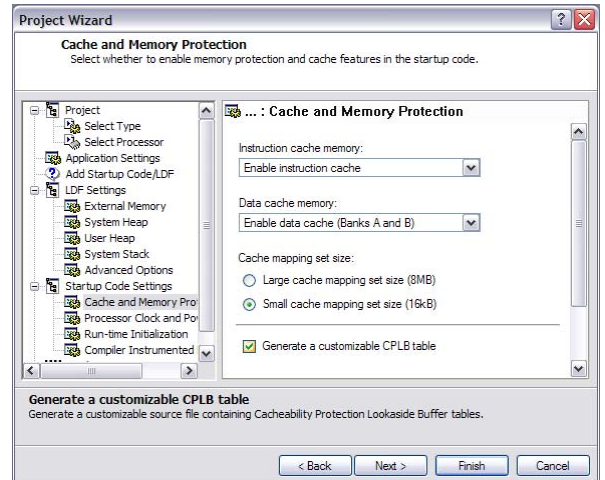 Project Wizard
Cache and Memory Protection
Select whether to enable memory protection and cache features in the startup code.
Project
Select Type
Select Processor
Application Settings
Add Startup Code/LDF
LDF Settings
External Memory
System Heap
User Heap
System Stack
Advanced Options
Startup Code Settings
Cache and Memory Pro
Processor Clock and Po
Run-time Initialization
Compiler Instrumented
... : Cache and Memory Protection
Instruction cache memory:
Enable instruction cache
Data cache memory:
Enable data cache (Banks A and B)
Cache mapping set size:
Large cache mapping set size (8MB)
Small cache mapping set size (16kB)
Generate a customizable CPLB table
Generate a customizable CPLB table
Generate a customizable source file containing Cacheability Protection Lookaside Buffer tables.
< Back Next > Finish Cancel